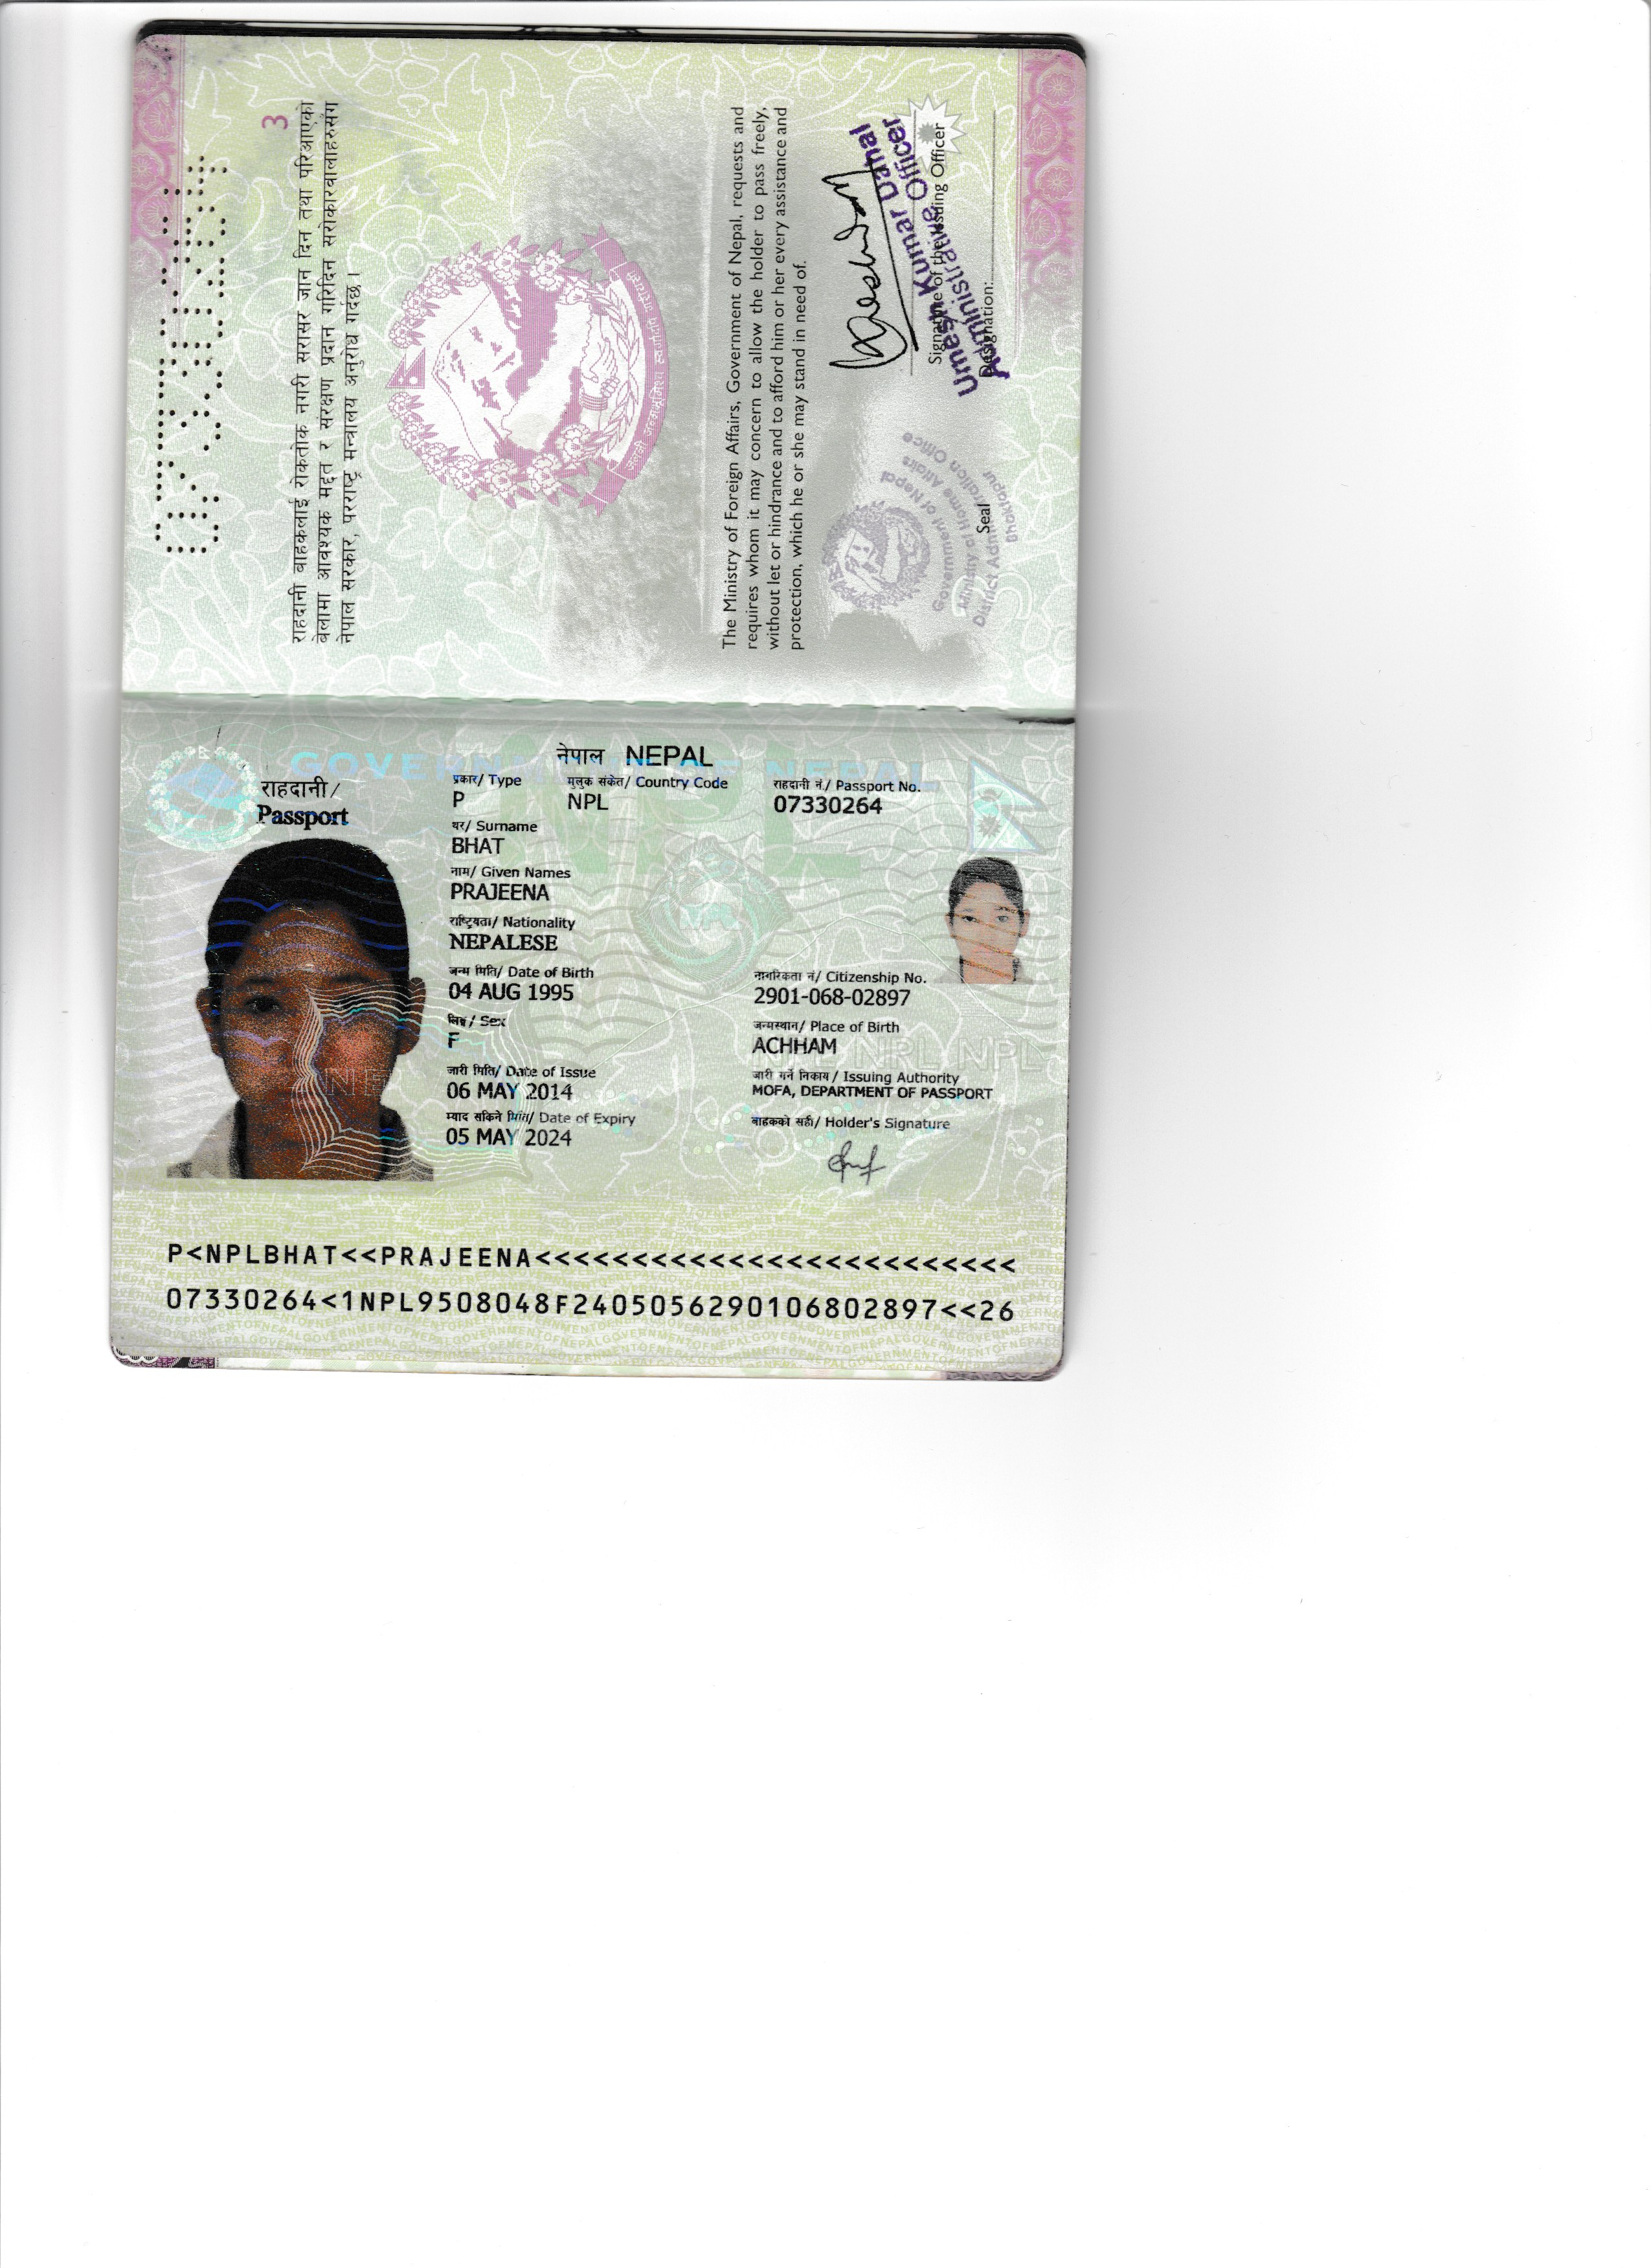 3
राहदानी बाहकलाई रोकतोक नगरी सरासर जान दिन तथा परिआएको
बेलामा आवश्यक मद्दत र संरक्षण प्रदान गरिदिन सरोकारवालाहरुसँग
नेपाल सरकार, परराष्ट्र मन्त्रालय अनुरोध गर्दछ ।
The Ministry of Foreign Affairs, Government of Nepal, requests and
requires whom it may concern to allow the holder to pass freely,
without let or hindrance and to afford him or her every assistance and
protection, which he or she may stand in need of.
Signature of the Issuing Officer
Umesh Kumar Dahal
Administrative Officer
Designation:
Seal
Government of Nepal
Ministry of Home Affairs
District Administration Office
Bhaktapur
GOVERNMENT OF NEPAL
नेपाल NEPAL
राहदानी/
Passport
प्रकार/ Type
P
मुलुक संकेत/ Country Code
NPL
राहदानी नं./ Passport No.
07330264
थर/ Surname
BHAT
नाम/ Given Names
PRAJEENA
राष्ट्रियता/ Nationality
NEPALESE
जन्म मिति/ Date of Birth
04 AUG 1995
नागरिकता नं/ Citizenship No.
2901-068-02897
लिङ्ग/ Sex
F
जन्मस्थान/ Place of Birth
ACHHAM
जारी मिति/ Date of Issue
06 MAY 2014
जारी गर्ने निकाय/ Issuing Authority
MOFA, DEPARTMENT OF PASSPORT
म्याद सकिने मिति/ Date of Expiry
05 MAY 2024
बाहकको सही/ Holder's Signature
P<NPLBHAT<<PRAJEENA<<<<<<<<<<<<<<<<<<<<<<<<<
07330264<1NPL9508048F2405056290106802897<<26